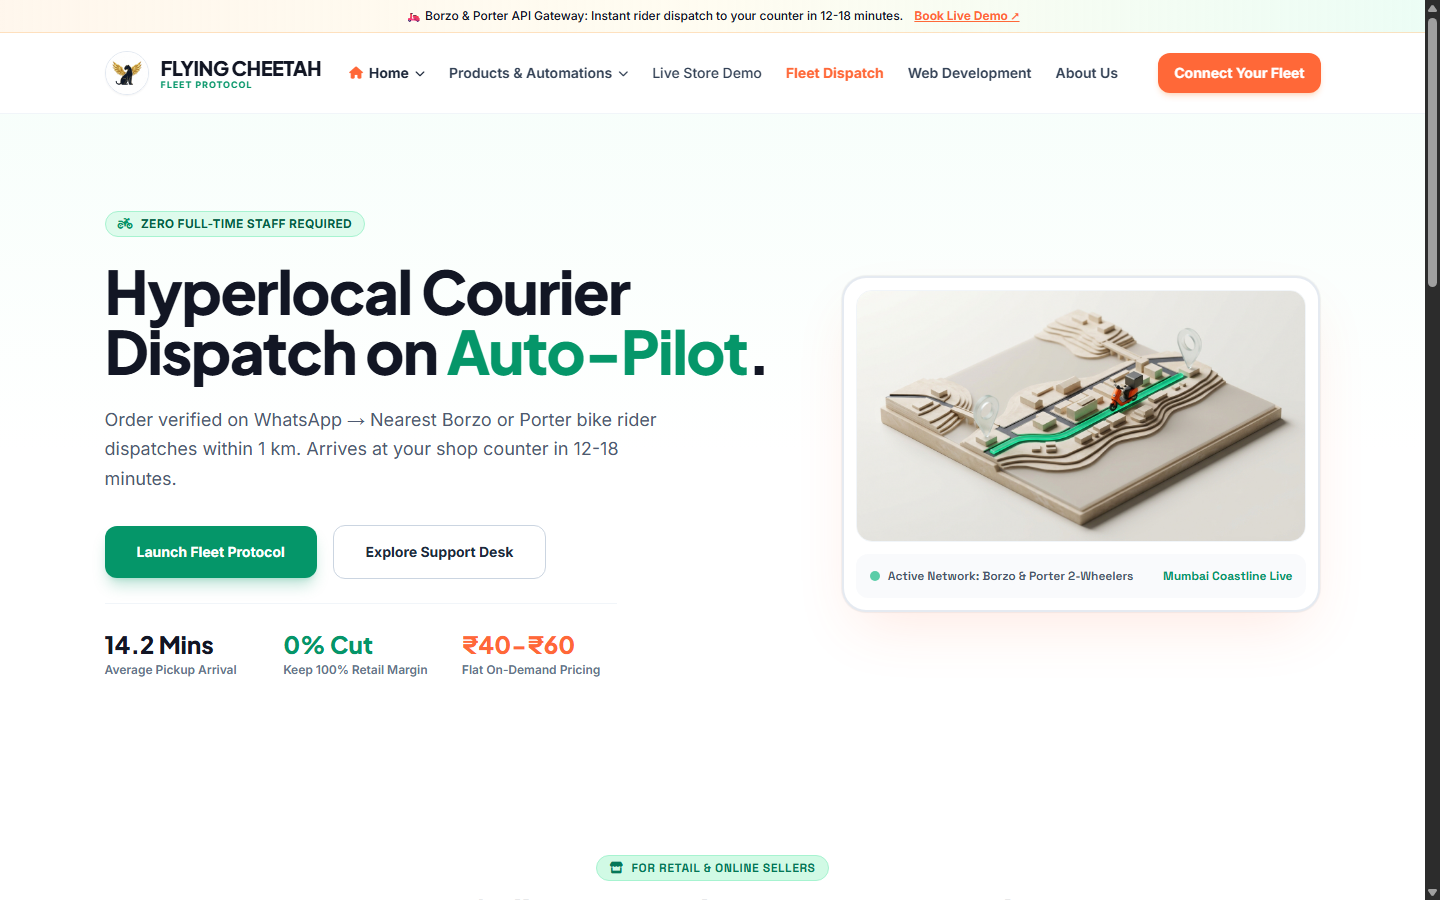 Borzo & Porter API Gateway: Instant rider dispatch to your counter in 12-18 minutes. Book Live Demo ↗
FLYING CHEETAH
FLEET PROTOCOL
Home
Products & Automations
Live Store Demo
Fleet Dispatch
Web Development
About Us
Connect Your Fleet
ZERO FULL-TIME STAFF REQUIRED
Hyperlocal Courier
Dispatch on Auto-Pilot.
Order verified on WhatsApp → Nearest Borzo or Porter bike rider
dispatches within 1 km. Arrives at your shop counter in 12-18
minutes.
Launch Fleet Protocol
Explore Support Desk
14.2 Mins
Average Pickup Arrival
0% Cut
Keep 100% Retail Margin
₹40-₹60
Flat On-Demand Pricing
Active Network: Borzo & Porter 2-Wheelers
Mumbai Coastline Live
FOR RETAIL & ONLINE SELLERS